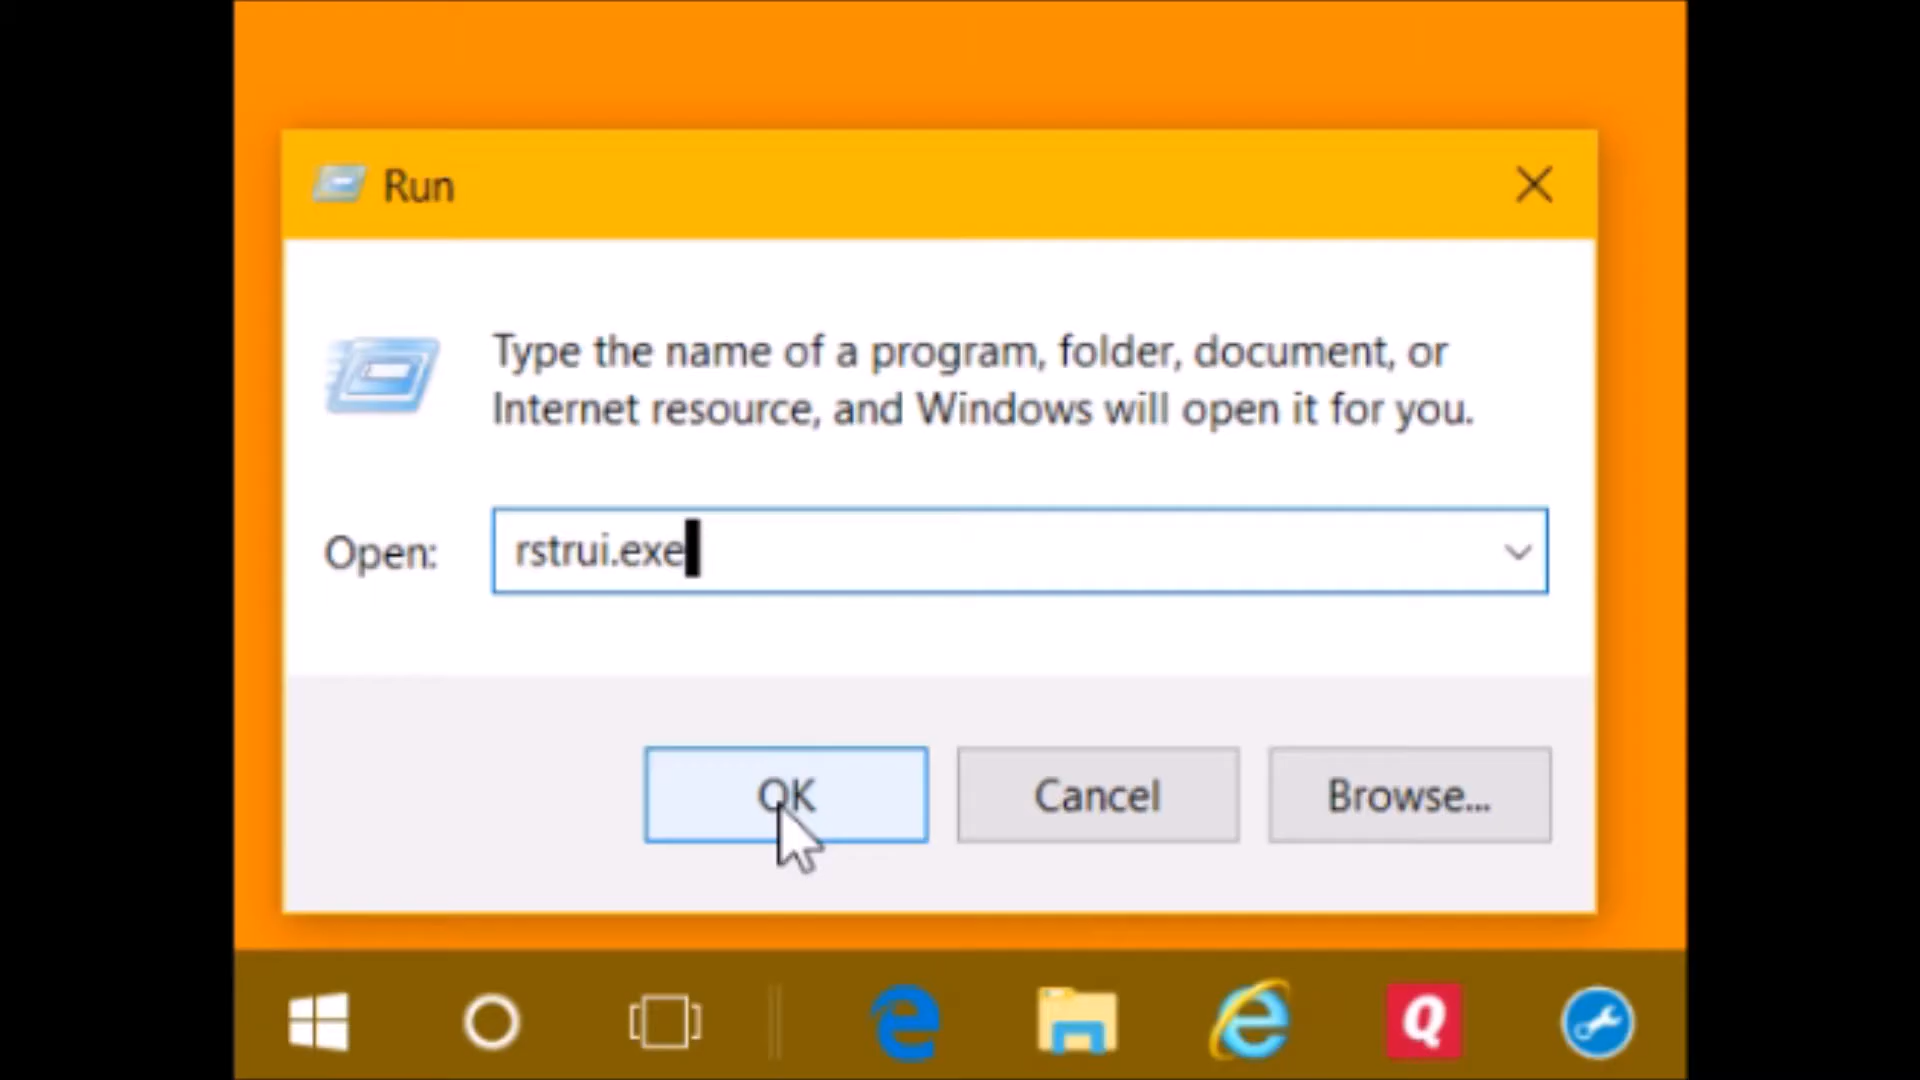 Run
Type the name of a program, folder, document, or
Internet resource, and Windows will open it for you.
Open: rstrui.exe
OK Cancel Browse...
Q